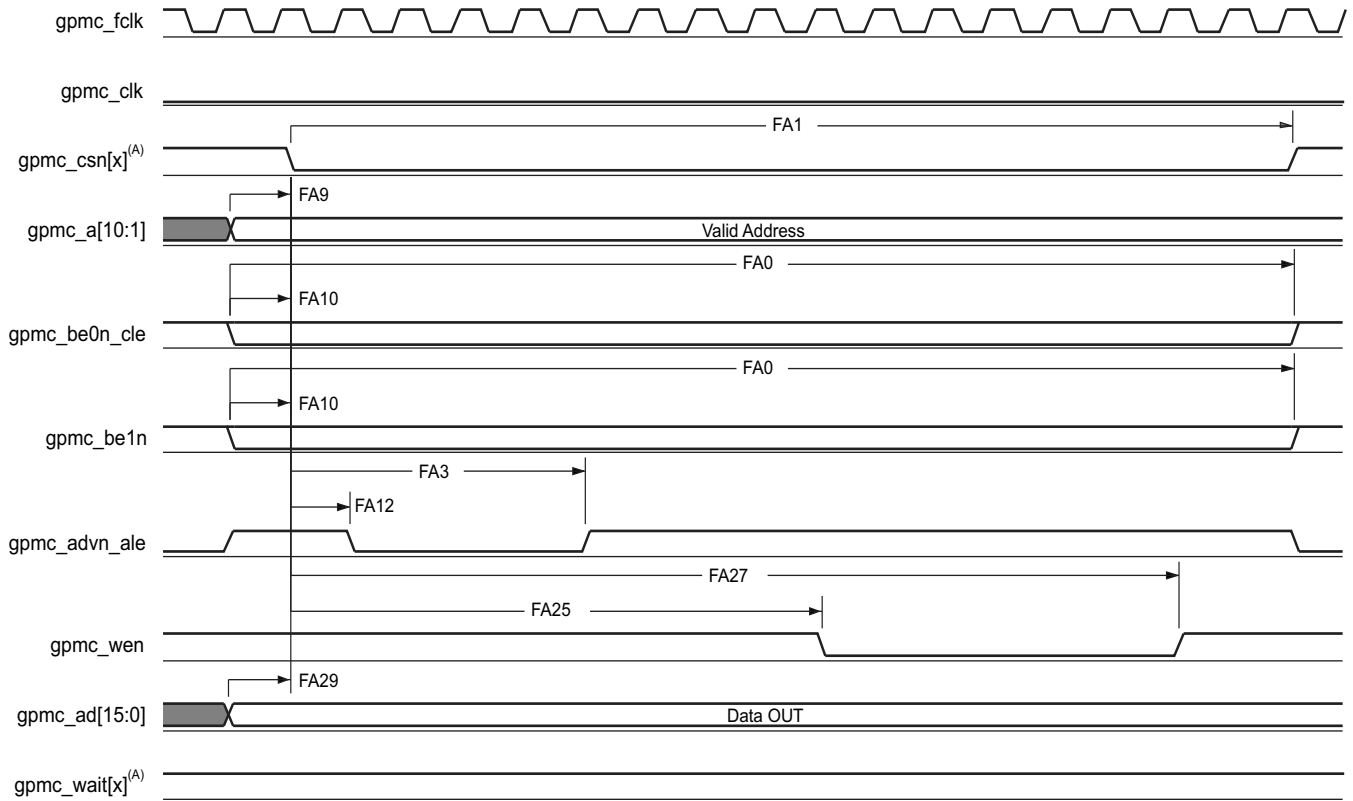 gpmc_fclk
gpmc_clk
FA1
gpmc_csn[x](A)
FA9
gpmc_a[10:1]
Valid Address
FA0
FA10
gpmc_be0n_cle
FA0
FA10
gpmc_be1n
FA3
FA12
gpmc_advn_ale
FA27
FA25
gpmc_wen
FA29
gpmc_ad[15:0]
Data OUT
gpmc_wait[x](A)